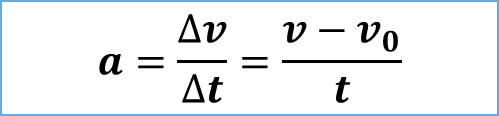 a = Δv/Δt = (v − v₀)/t